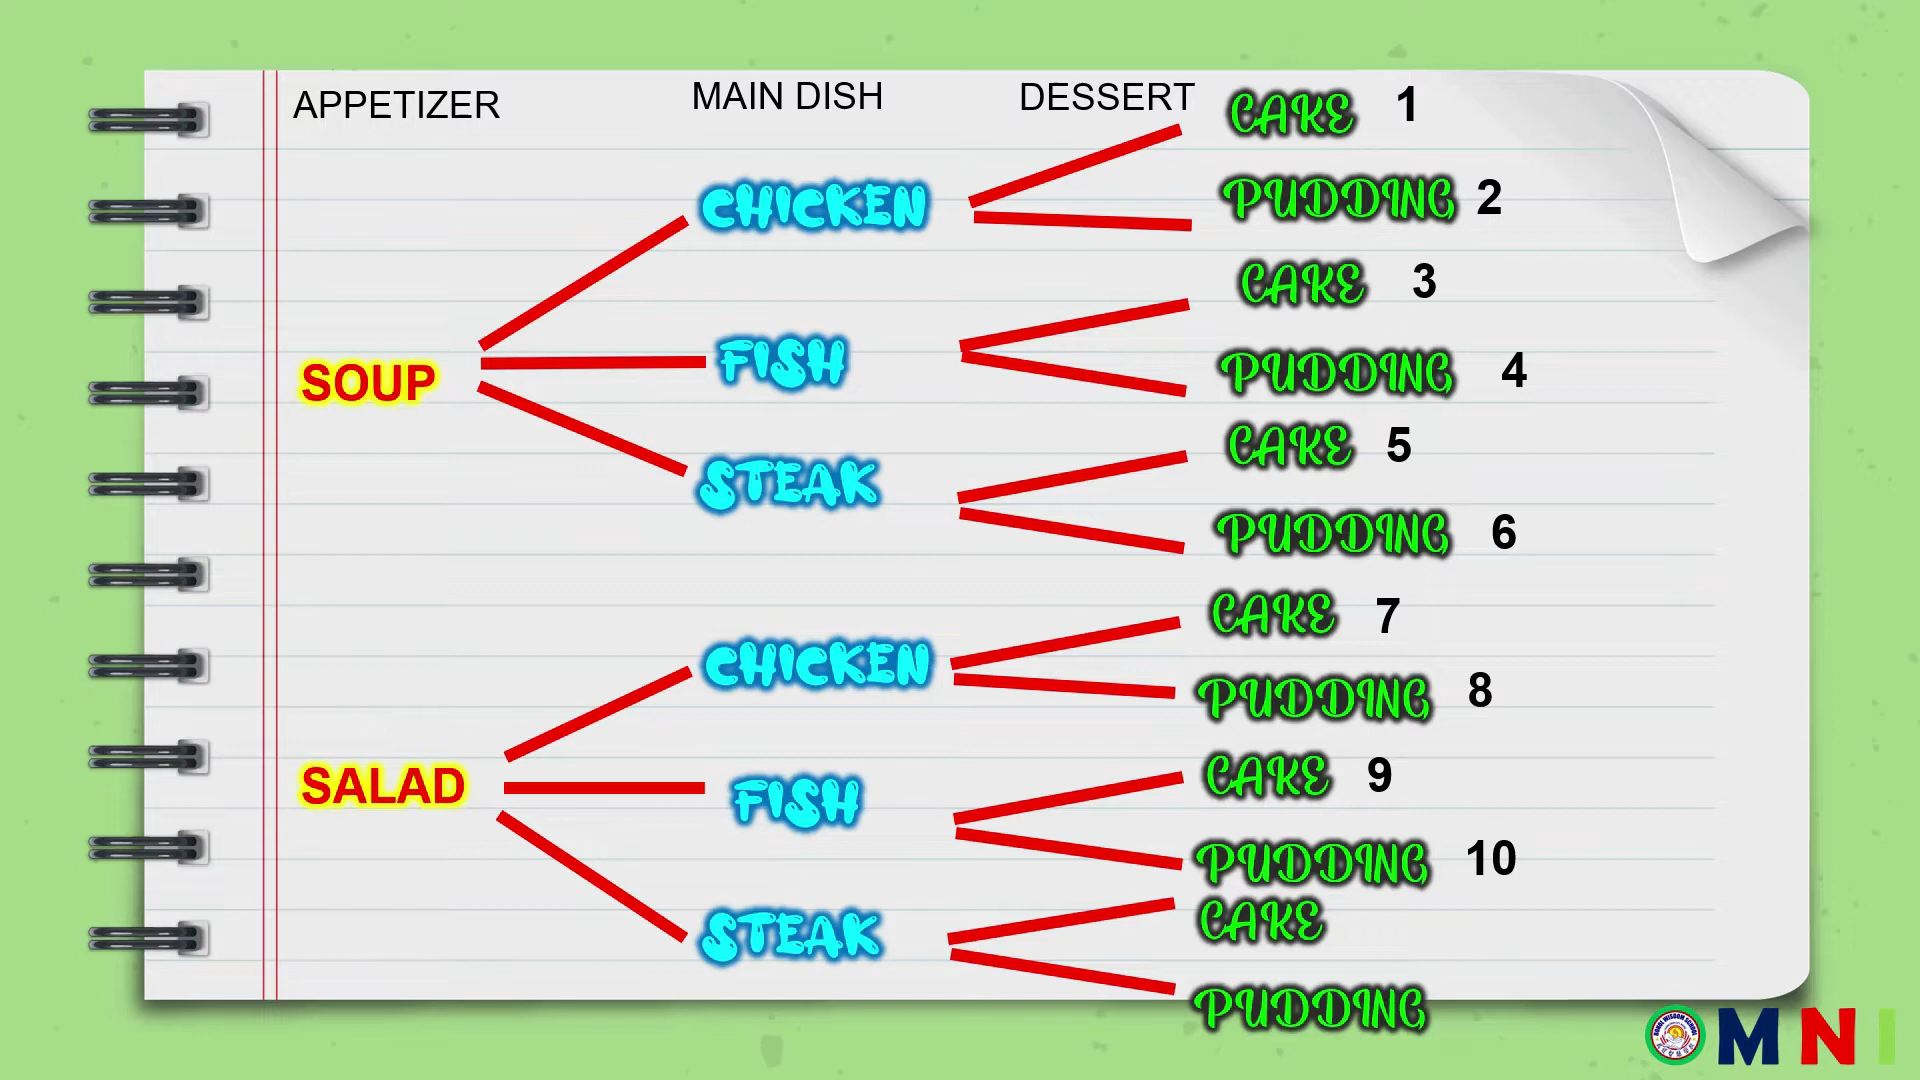 APPETIZER MAIN DISH DESSERT
CAKE 1
CHICKEN
PUDDING 2
CAKE 3
SOUP FISH
PUDDING 4
CAKE 5
STEAK
PUDDING 6
CAKE 7
CHICKEN
PUDDING 8
CAKE 9
SALAD FISH
PUDDING 10
CAKE
STEAK
PUDDING
OMNI